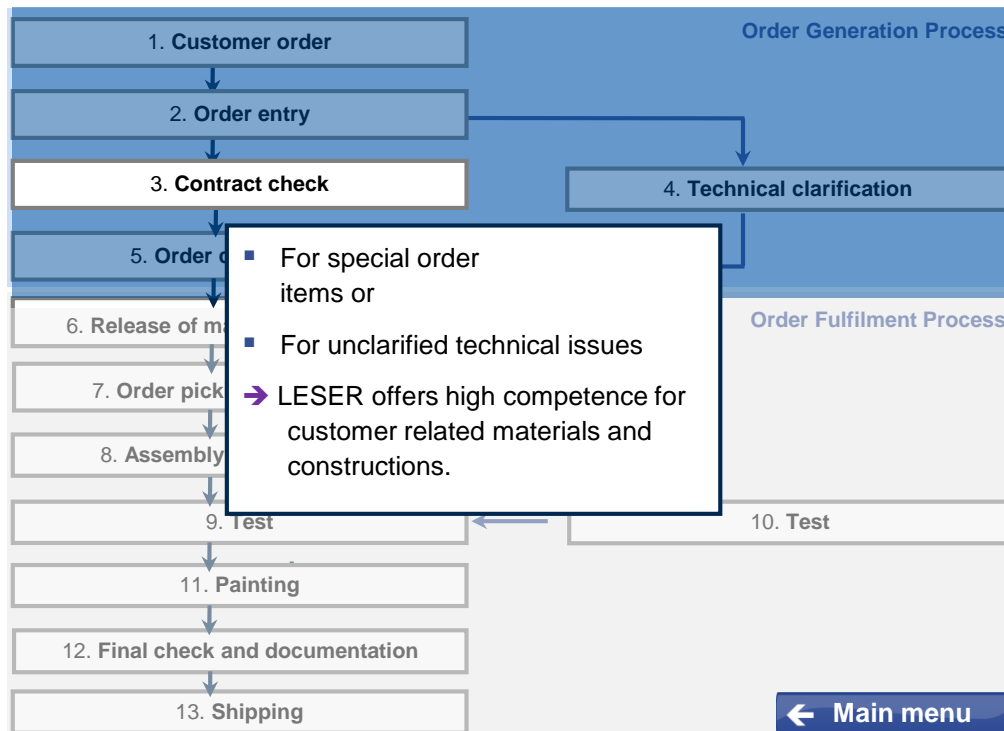 Order Generation Process
1. Customer order
2. Order entry
3. Contract check
4. Technical clarification
5. Order
For special order
items or
For unclarified technical issues
LESER offers high competence for
customer related materials and
constructions.
Order Fulfilment Process
6. Release of
7. Order pick
8. Assembly
9. Test
10. Test
11. Painting
12. Final check and documentation
13. Shipping
Main menu